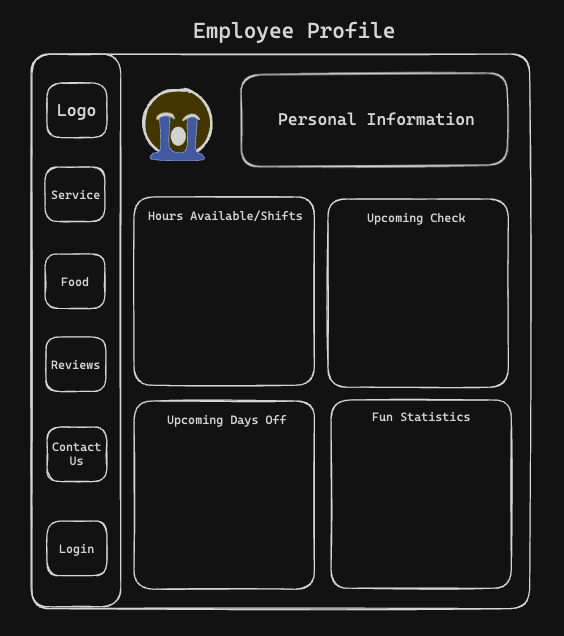 Employee Profile
Logo
Service
Food
Reviews
Contact
Us
Login
Personal Information
Hours Available/Shifts
Upcoming Check
Upcoming Days Off
Fun Statistics